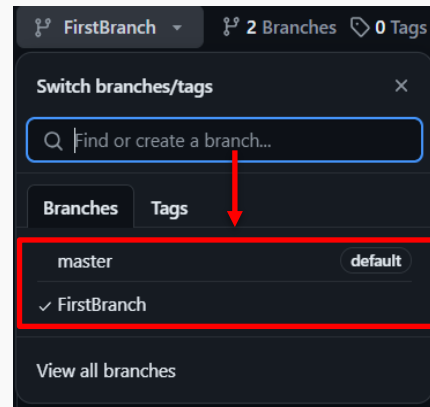 FirstBranch 2 Branches 0 Tags
Switch branches/tags
Find or create a branch...
Branches Tags
master default
FirstBranch
View all branches